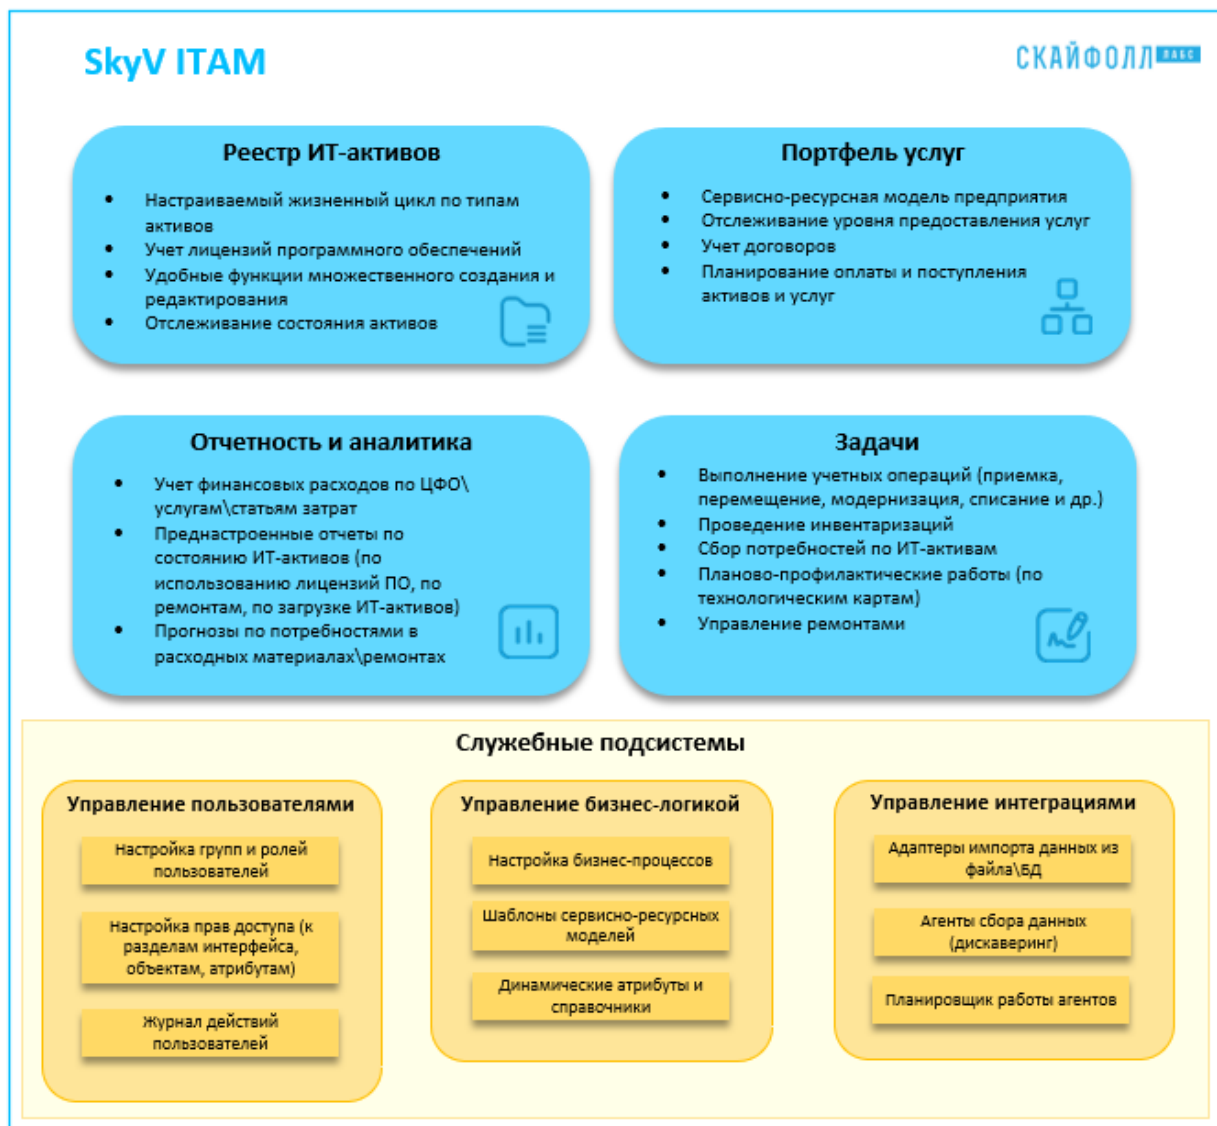 SkyV ITAM
СКАЙФОЛЛ ЛАБС
Реестр ИТ-активов
Настраиваемый жизненный цикл по типам
активов
Учет лицензий программного обеспечений
Удобные функции множественного создания и
редактирования
Отслеживание состояния активов
Портфель услуг
Сервисно-ресурсная модель предприятия
Отслеживание уровня предоставления услуг
Учет договоров
Планирование оплаты и поступления
активов и услуг
Отчетность и аналитика
Учет финансовых расходов по ЦФО\
услугам\статьям затрат
Преднастроенные отчеты по
состоянию ИТ-активов (по
использованию лицензий ПО, по
ремонтам, по загрузке ИТ-активов)
Прогнозы по потребностями в
расходных материалах\ремонтах
Задачи
Выполнение учетных операций (приемка,
перемещение, модернизация, списание и др.)
Проведение инвентаризаций
Сбор потребностей по ИТ-активам
Планово-профилактические работы (по
технологическим картам)
Управление ремонтами
Служебные подсистемы
Управление пользователями
Настройка групп и ролей
пользователей
Настройка прав доступа (к
разделам интерфейса,
объектам, атрибутам)
Журнал действий
пользователей
Управление бизнес-логикой
Настройка бизнес-процессов
Шаблоны сервисно-ресурсных
моделей
Динамические атрибуты и
справочники
Управление интеграциями
Адаптеры импорта данных из
файла\БД
Агенты сбора данных
(дискаверинг)
Планировщик работы агентов